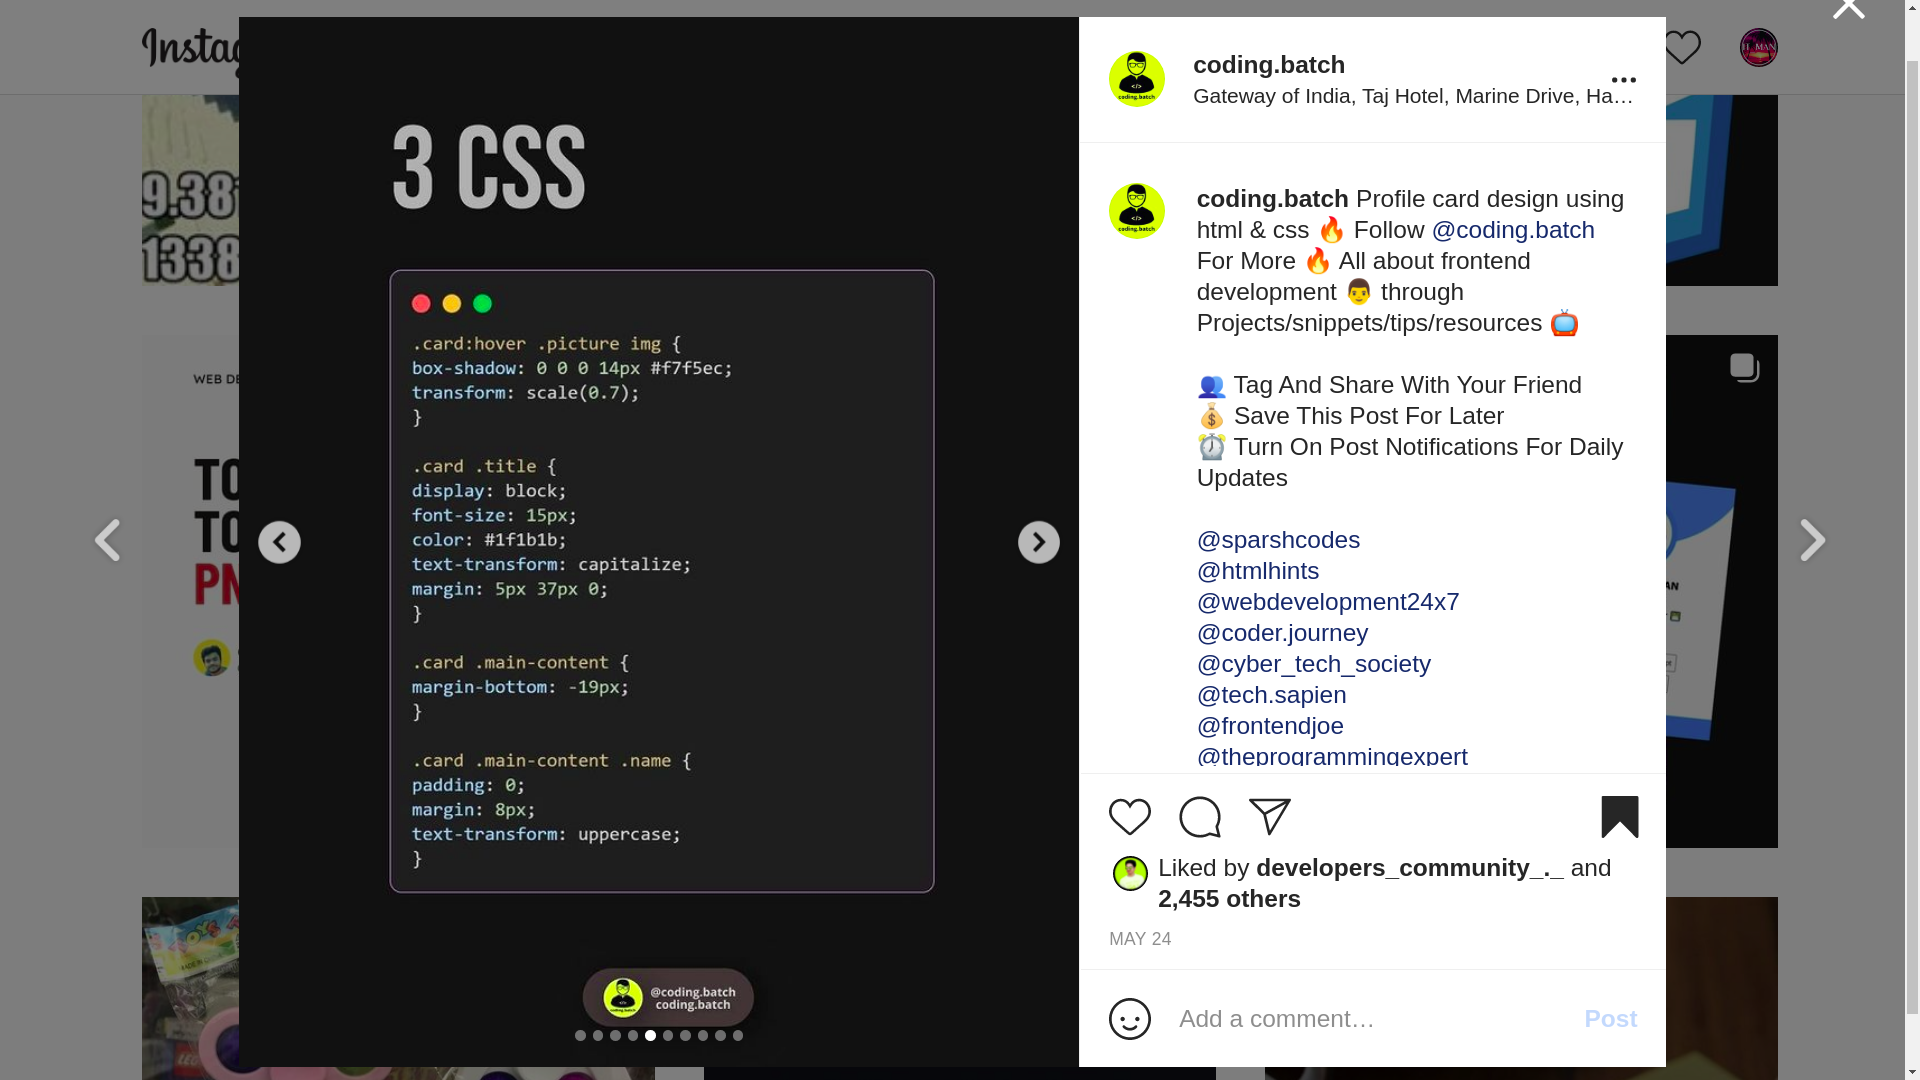 Instag
9.38
1338
WEB DE
TO
TO
PN
3 CSS
.card:hover .picture img {
box-shadow: 0 0 0 14px #f7f5ec;
transform: scale(0.7);
}
.card .title {
display: block;
font-size: 15px;
color: #1f1b1b;
text-transform: capitalize;
margin: 5px 37px 0;
}
.card .main-content {
margin-bottom: -19px;
}
.card .main-content .name {
padding: 0;
margin: 8px;
text-transform: uppercase;
}
@coding.batch
coding.batch
coding.batch
Gateway of India, Taj Hotel, Marine Drive, Ha…
coding.batch Profile card design using
html & css 🔥 Follow @coding.batch
For More 🔥 All about frontend
development 👨 through
Projects/snippets/tips/resources 📺
👥 Tag And Share With Your Friend
💰 Save This Post For Later
⏰ Turn On Post Notifications For Daily
Updates
@sparshcodes
@htmlhints
@webdevelopment24x7
@coder.journey
@cyber_tech_society
@tech.sapien
@frontendjoe
@theprogrammingexpert
Liked by developers_community_._ and
2,455 others
MAY 24
Add a comment…
Post